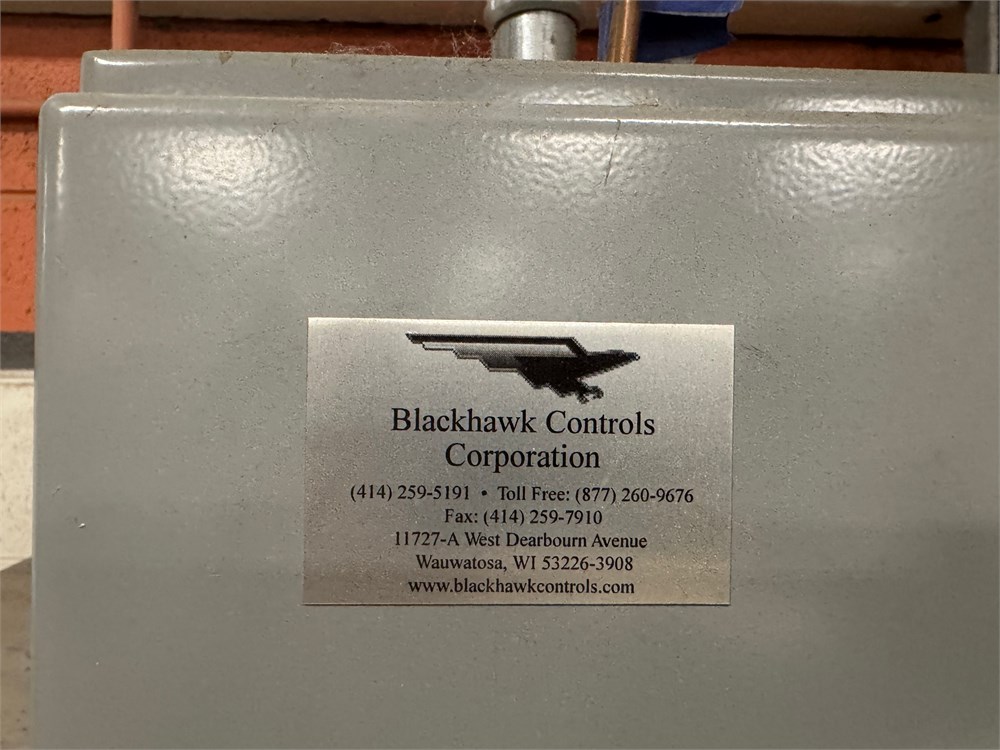 Blackhawk Controls
Corporation
(414) 259-5191 • Toll Free: (877) 260-9676
Fax: (414) 259-7910
11727-A West Dearbourn Avenue
Wauwatosa, WI 53226-3908
www.blackhawkcontrols.com